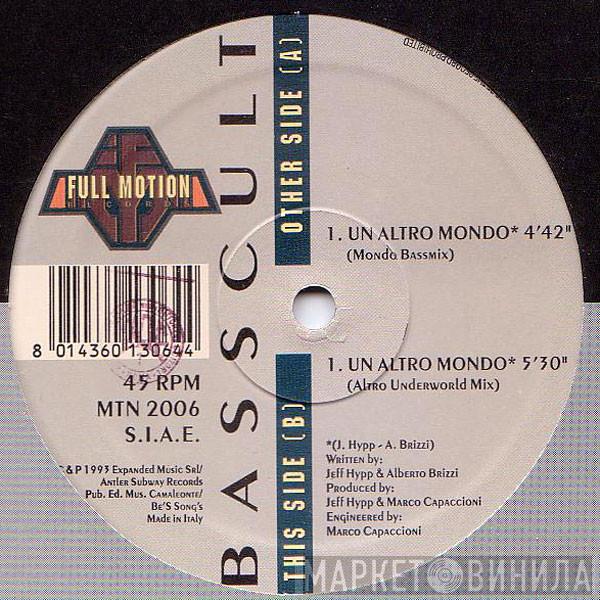 FULL MOTION
RECORDS
BASSCULT
OTHER SIDE (A)
1. UN ALTRO MONDO* 4'42"
(MONDO BASSMIX)
THIS SIDE (B)
1. UN ALTRO MONDO* 5'30"
(ALTRO UNDERWORLD MIX)
8 014360 130644
45 RPM
MTN 2006
S.I.A.E.
& P 1993 EXPANDED MUSIC SRL/
ANTLER SUBWAY RECORDS
PUB. ED. MUS. CAMALEONTE/
BE'S SONG'S
MADE IN ITALY
*(J. HYPP - A. BRIZZI)
WRITTEN BY:
JEFF HYPP & ALBERTO BRIZZI
PRODUCED BY:
JEFF HYPP & MARCO CAPACCIONI
ENGINEERED BY:
MARCO CAPACCIONI
PROHIBITED
МАРКЕТ ВИНИЛА